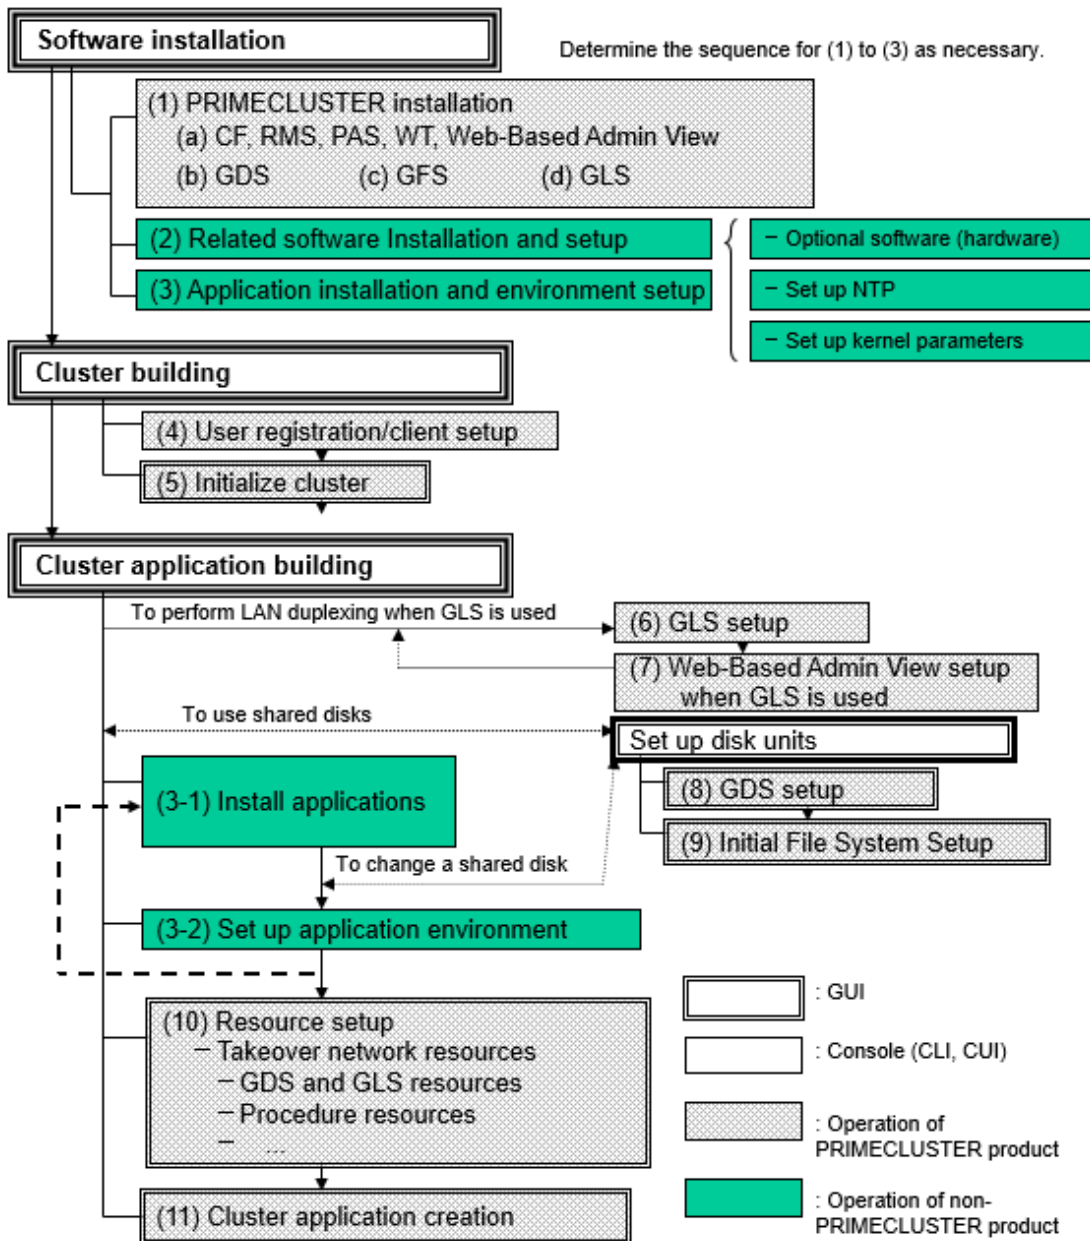 Software installation
Determine the sequence for (1) to (3) as necessary.
(1) PRIMECLUSTER installation
(a) CF, RMS, PAS, WT, Web-Based Admin View
(b) GDS (c) GFS (d) GLS
(2) Related software Installation and setup
(3) Application installation and environment setup
– Optional software (hardware)
– Set up NTP
– Set up kernel parameters
Cluster building
(4) User registration/client setup
(5) Initialize cluster
Cluster application building
To perform LAN duplexing when GLS is used
(6) GLS setup
(7) Web-Based Admin View setup
when GLS is used
To use shared disks
Set up disk units
(8) GDS setup
(9) Initial File System Setup
(3-1) Install applications
To change a shared disk
(3-2) Set up application environment
(10) Resource setup
– Takeover network resources
– GDS and GLS resources
– Procedure resources
– ...
(11) Cluster application creation
: GUI
: Console (CLI, CUI)
: Operation of
PRIMECLUSTER product
: Operation of non-
PRIMECLUSTER product